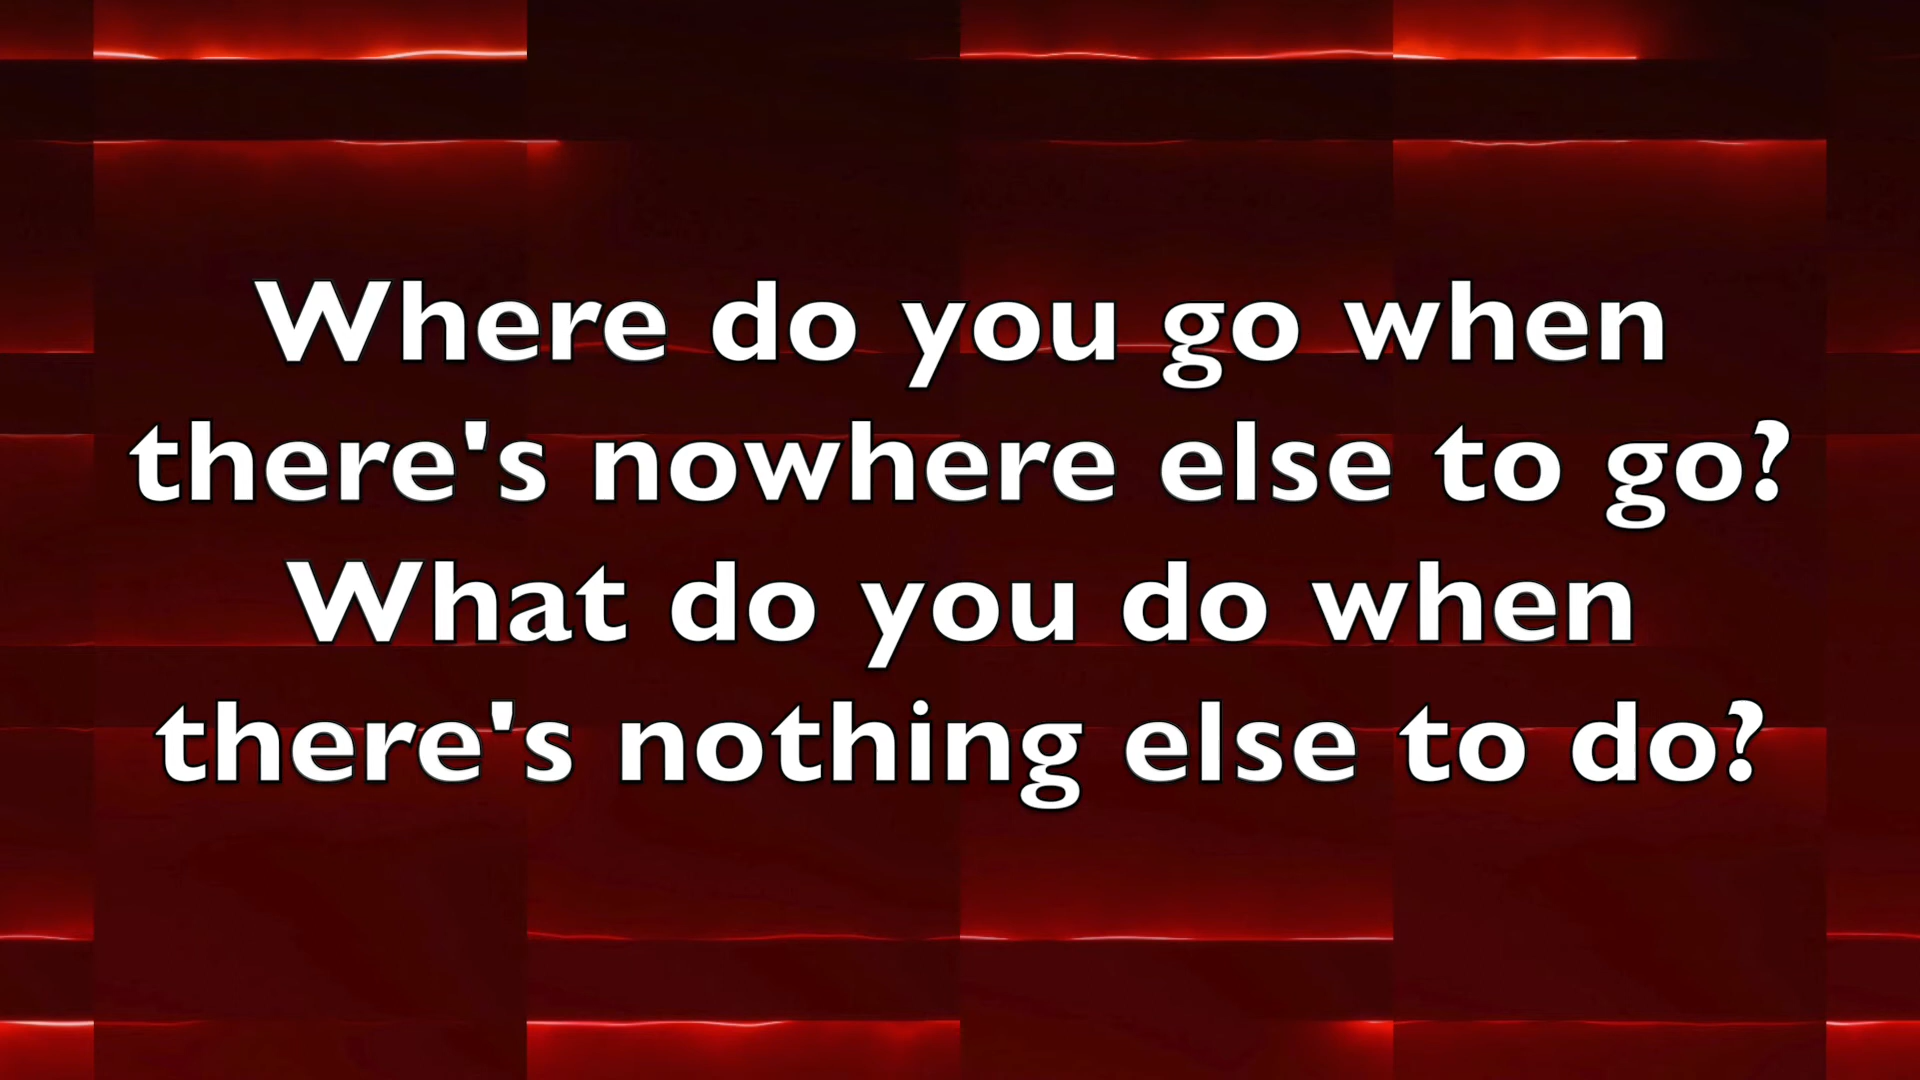 Where do you go when
there's nowhere else to go?
What do you do when
there's nothing else to do?